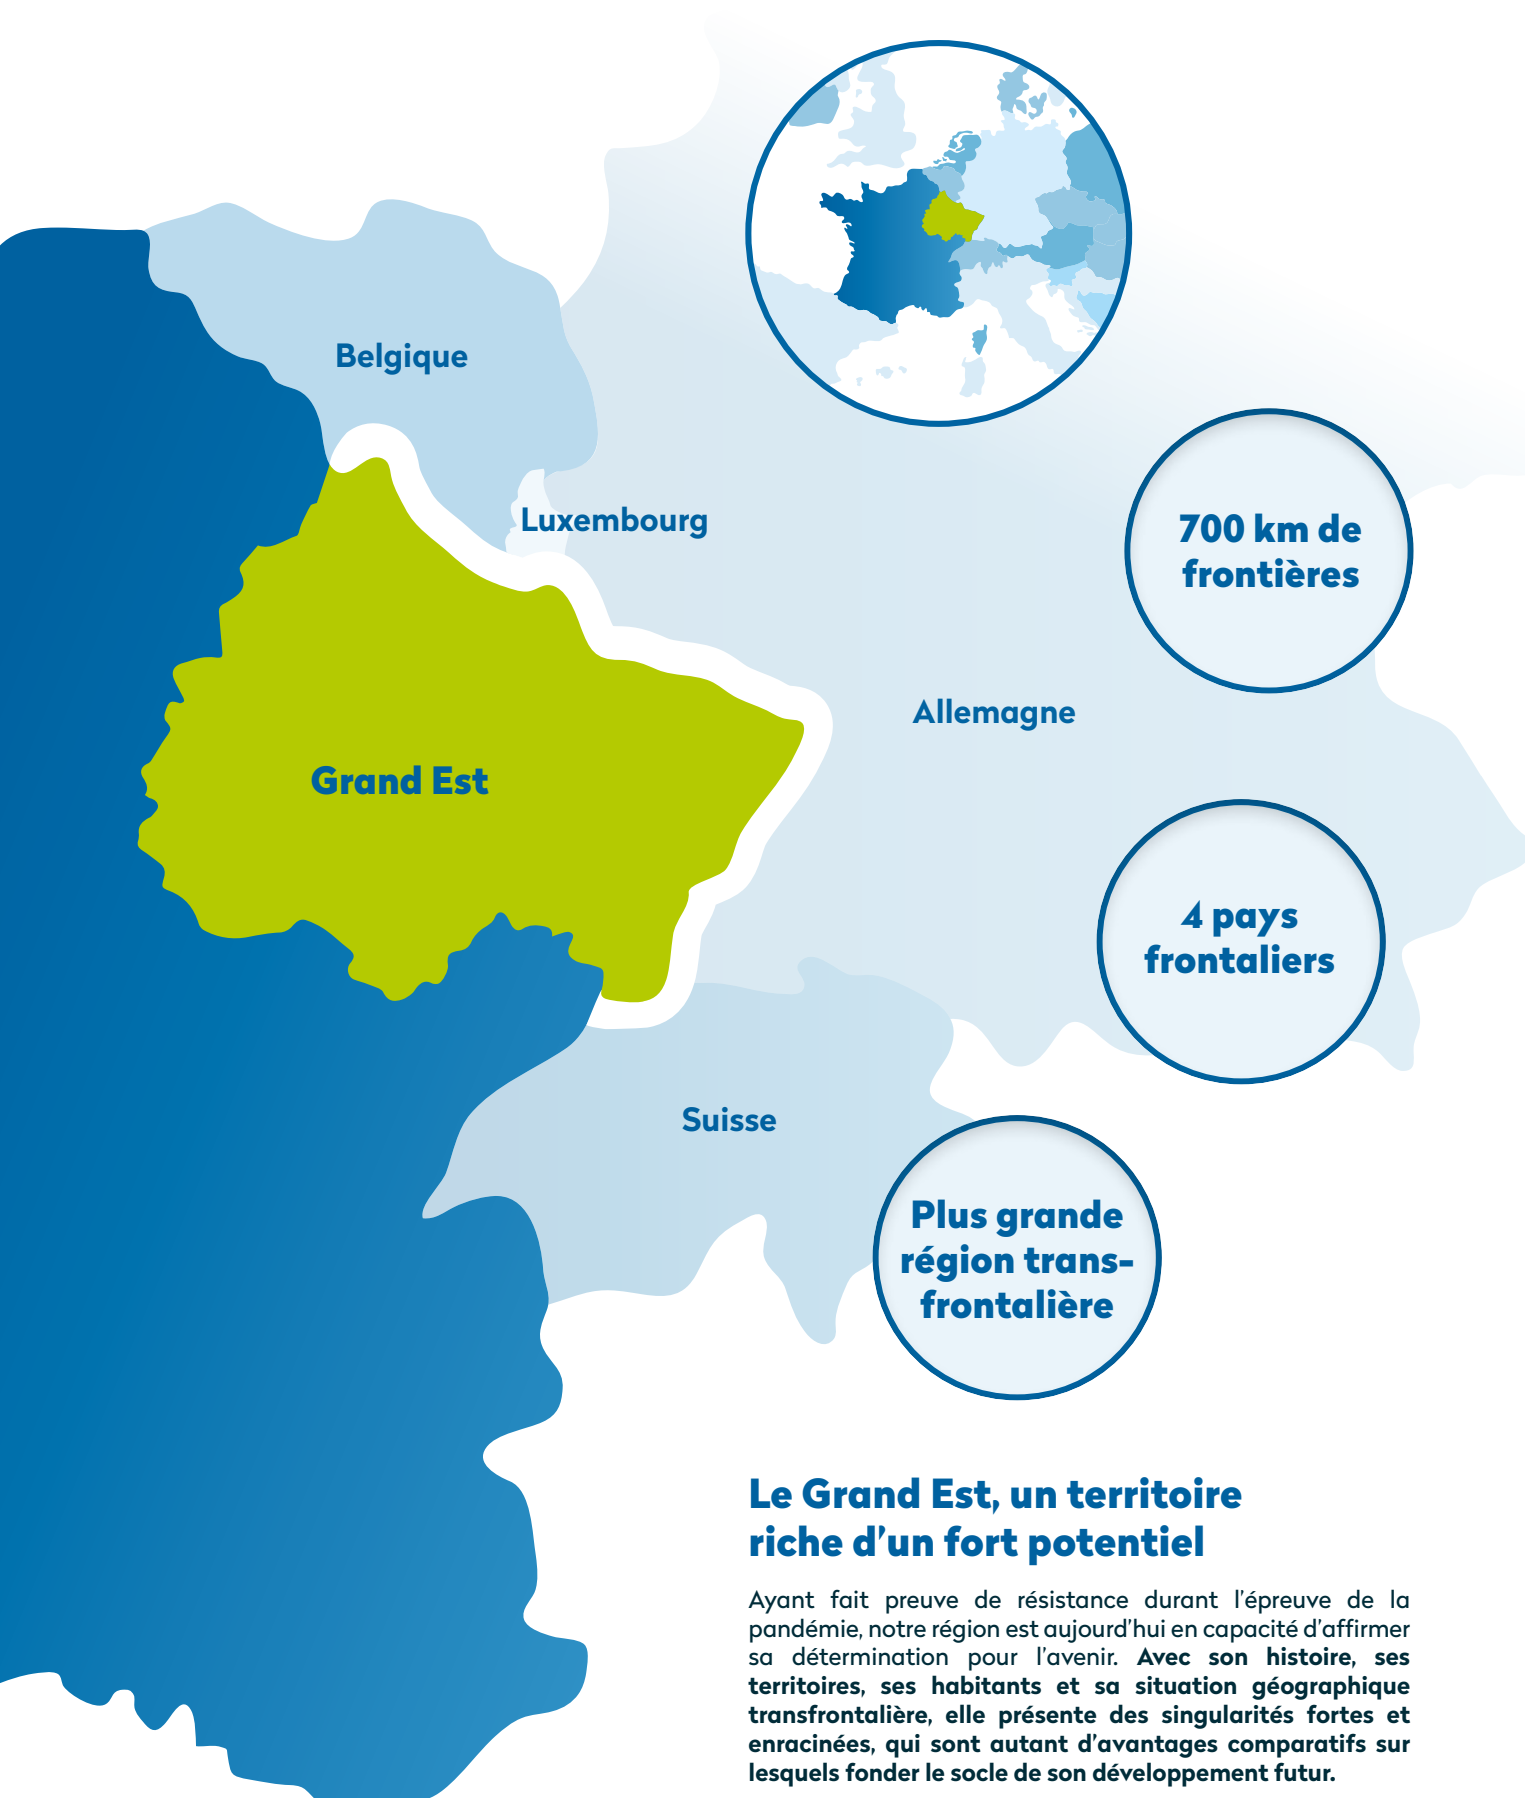 Belgique
Luxembourg
700 km de
frontières
Allemagne
Grand Est
4 pays
frontaliers
Suisse
Plus grande
région trans-
frontalière
Le Grand Est, un territoire
riche d’un fort potentiel
Ayant fait preuve de résistance durant l’épreuve de la
pandémie, notre région est aujourd’hui en capacité d’affirmer
sa détermination pour l’avenir. Avec son histoire, ses
territoires, ses habitants et sa situation géographique
transfrontalière, elle présente des singularités fortes et
enracinées, qui sont autant d’avantages comparatifs sur
lesquels fonder le socle de son développement futur.